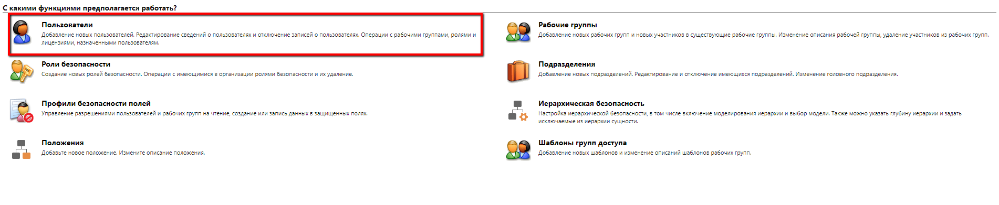 С какими функциями предполагается работать?
Пользователи
Добавление новых пользователей. Редактирование сведений о пользователях и отключение записей о пользователях. Операции с рабочими группами, ролями и
лицензиями, назначенными пользователям.
Рабочие группы
Добавление новых рабочих групп и новых участников в существующие рабочие группы. Изменение описания рабочей группы, удаление участников из рабочих групп.
Роли безопасности
Создание новых ролей безопасности. Операции с имеющимися в организации ролями безопасности и их удаление.
Подразделения
Добавление новых подразделений. Редактирование и отключение имеющихся подразделений. Изменение головного подразделения.
Профили безопасности полей
Управление разрешениями пользователей и рабочих групп на чтение, создание или запись данных в защищенных полях.
Иерархическая безопасность
Настройка иерархической безопасности, в том числе включение моделирования иерархии и выбор модели. Также можно указать глубину иерархии и задать
исключаемые из иерархии сущности.
Положения
Добавьте новое положение. Измените описание положения.
Шаблоны групп доступа
Добавление новых шаблонов и изменение описаний шаблонов рабочих групп.